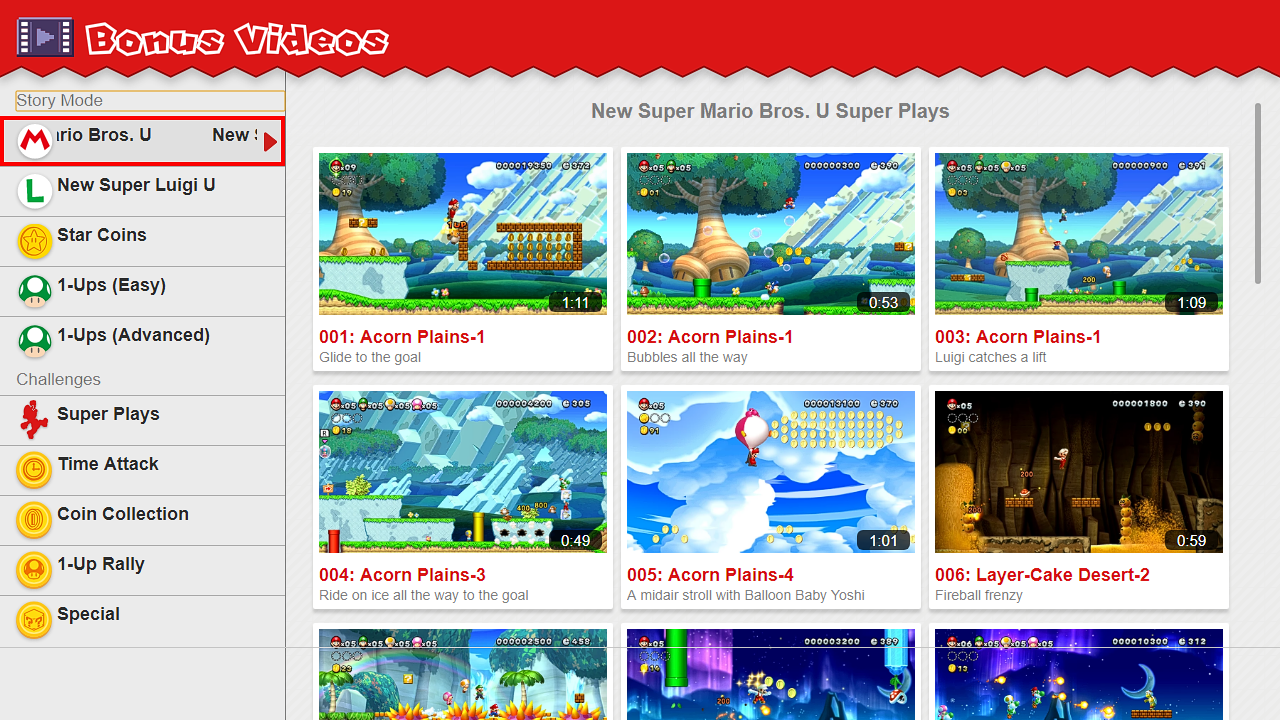 Bonus Videos
Story Mode
ario Bros. U New S
New Super Luigi U
Star Coins
1-Ups (Easy)
1-Ups (Advanced)
Challenges
Super Plays
Time Attack
Coin Collection
1-Up Rally
Special
New Super Mario Bros. U Super Plays
1:11
001: Acorn Plains-1
Glide to the goal
0:53
002: Acorn Plains-1
Bubbles all the way
1:09
003: Acorn Plains-1
Luigi catches a lift
0:49
004: Acorn Plains-3
Ride on ice all the way to the goal
1:01
005: Acorn Plains-4
A midair stroll with Balloon Baby Yoshi
0:59
006: Layer-Cake Desert-2
Fireball frenzy